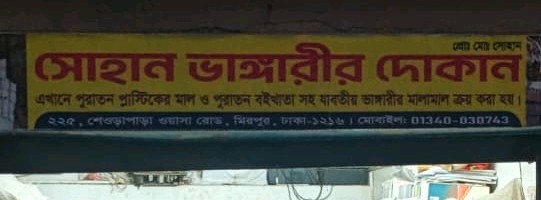 প্রোঃ মোঃ সোহান
সোহান ভাঙ্গারীর দোকান
এখানে পুরাতন প্লাস্টিকের মাল ও পুরাতন বইখাতা সহ যাবতীয় ভাঙ্গারীর মালামাল ক্রয় করা হয়।
২২৫, শেওড়াপাড়া ওয়াসা রোড, মিরপুর, ঢাকা-১২১৬। মোবাইল: 01340-030743